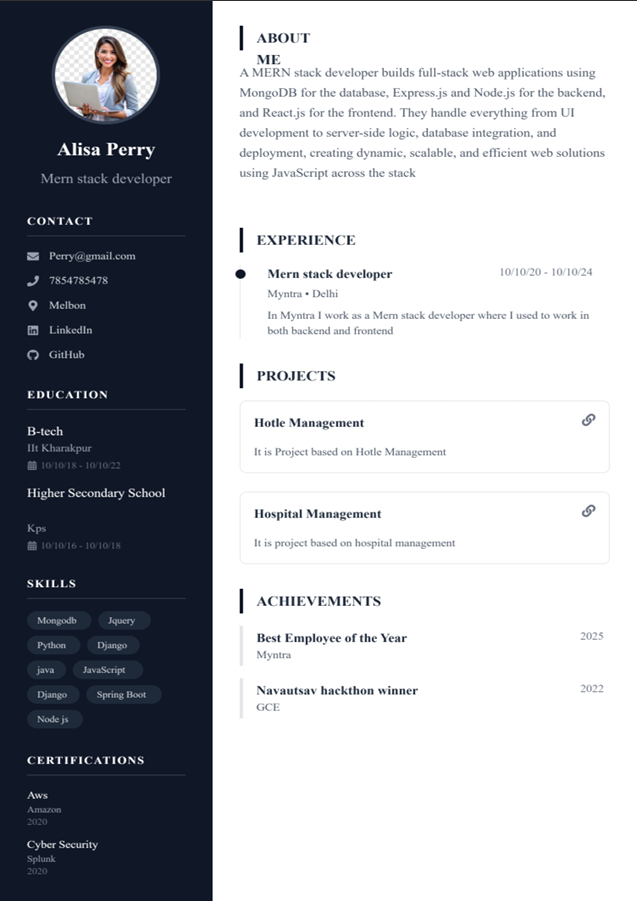 Alisa Perry
Mern stack developer
CONTACT
Perry@gmail.com
7854785478
Melbon
LinkedIn
GitHub
EDUCATION
B-tech
IIt Kharakpur
10/10/18 - 10/10/22
Higher Secondary School
Kps
10/10/16 - 10/10/18
SKILLS
Mongodb Jquery
Python Django
java JavaScript
Django Spring Boot
Node js
CERTIFICATIONS
Aws
Amazon
2020
Cyber Security
Splunk
2020
ABOUT
ME
A MERN stack developer builds full-stack web applications using
MongoDB for the database, Express.js and Node.js for the backend,
and React.js for the frontend. They handle everything from UI
development to server-side logic, database integration, and
deployment, creating dynamic, scalable, and efficient web solutions
using JavaScript across the stack
EXPERIENCE
Mern stack developer 10/10/20 - 10/10/24
Myntra • Delhi
In Myntra I work as a Mern stack developer where I used to work in
both backend and frontend
PROJECTS
Hotle Management
It is Project based on Hotle Management
Hospital Management
It is project based on hospital management
ACHIEVEMENTS
Best Employee of the Year 2025
Myntra
Navautsav hackthon winner 2022
GCE